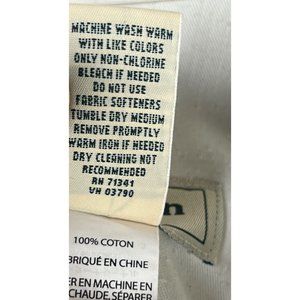 MACHINE WASH WARM
WITH LIKE COLORS
ONLY NON-CHLORINE
BLEACH IF NEEDED
DO NOT USE
FABRIC SOFTENERS
TUMBLE DRY MEDIUM
REMOVE PROMPTLY
WARM IRON IF NEEDED
DRY CLEANING NOT
RECOMMENDED
RN 71341
VH 03790
n
100% COTON
BRIQUÉ EN CHINE
ER EN MACHINE EN
CHAUDE, SÉPARER